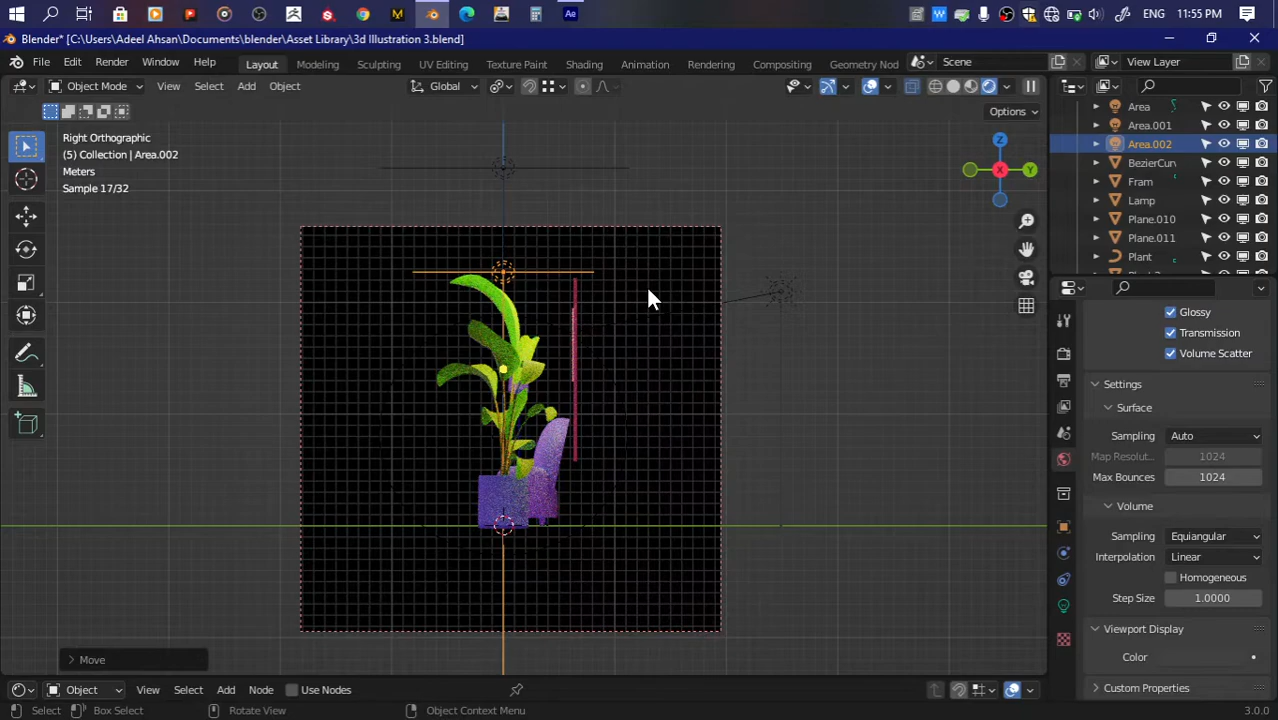 ENG 11:55 PM
Blender* [C:\Users\Adeel Ahsan\Documents\blender\Asset Library\3d Illustration 3.blend]
File Edit Render Window Help Layout Modeling Sculpting UV Editing Texture Paint Shading Animation Rendering Compositing Geometry Nod Scene View Layer
Object Mode View Select Add Object Global
Options
Right Orthographic
(5) Collection | Area.002
Meters
Sample 17/32
Z
X
Y
Area
Area.001
Area.002
BezierCurv
Fram
Lamp
Plane.010
Plane.011
Plant
Glossy
Transmission
Volume Scatter
Settings
Surface
Sampling Auto
Map Resolut... 1024
Max Bounces 1024
Volume
Sampling Equiangular
Interpolation Linear
Homogeneous
Step Size 1.0000
Viewport Display
Color
Custom Properties
Move
Object View Select Add Node Use Nodes
Select Box Select Rotate View Object Context Menu 3.0.0